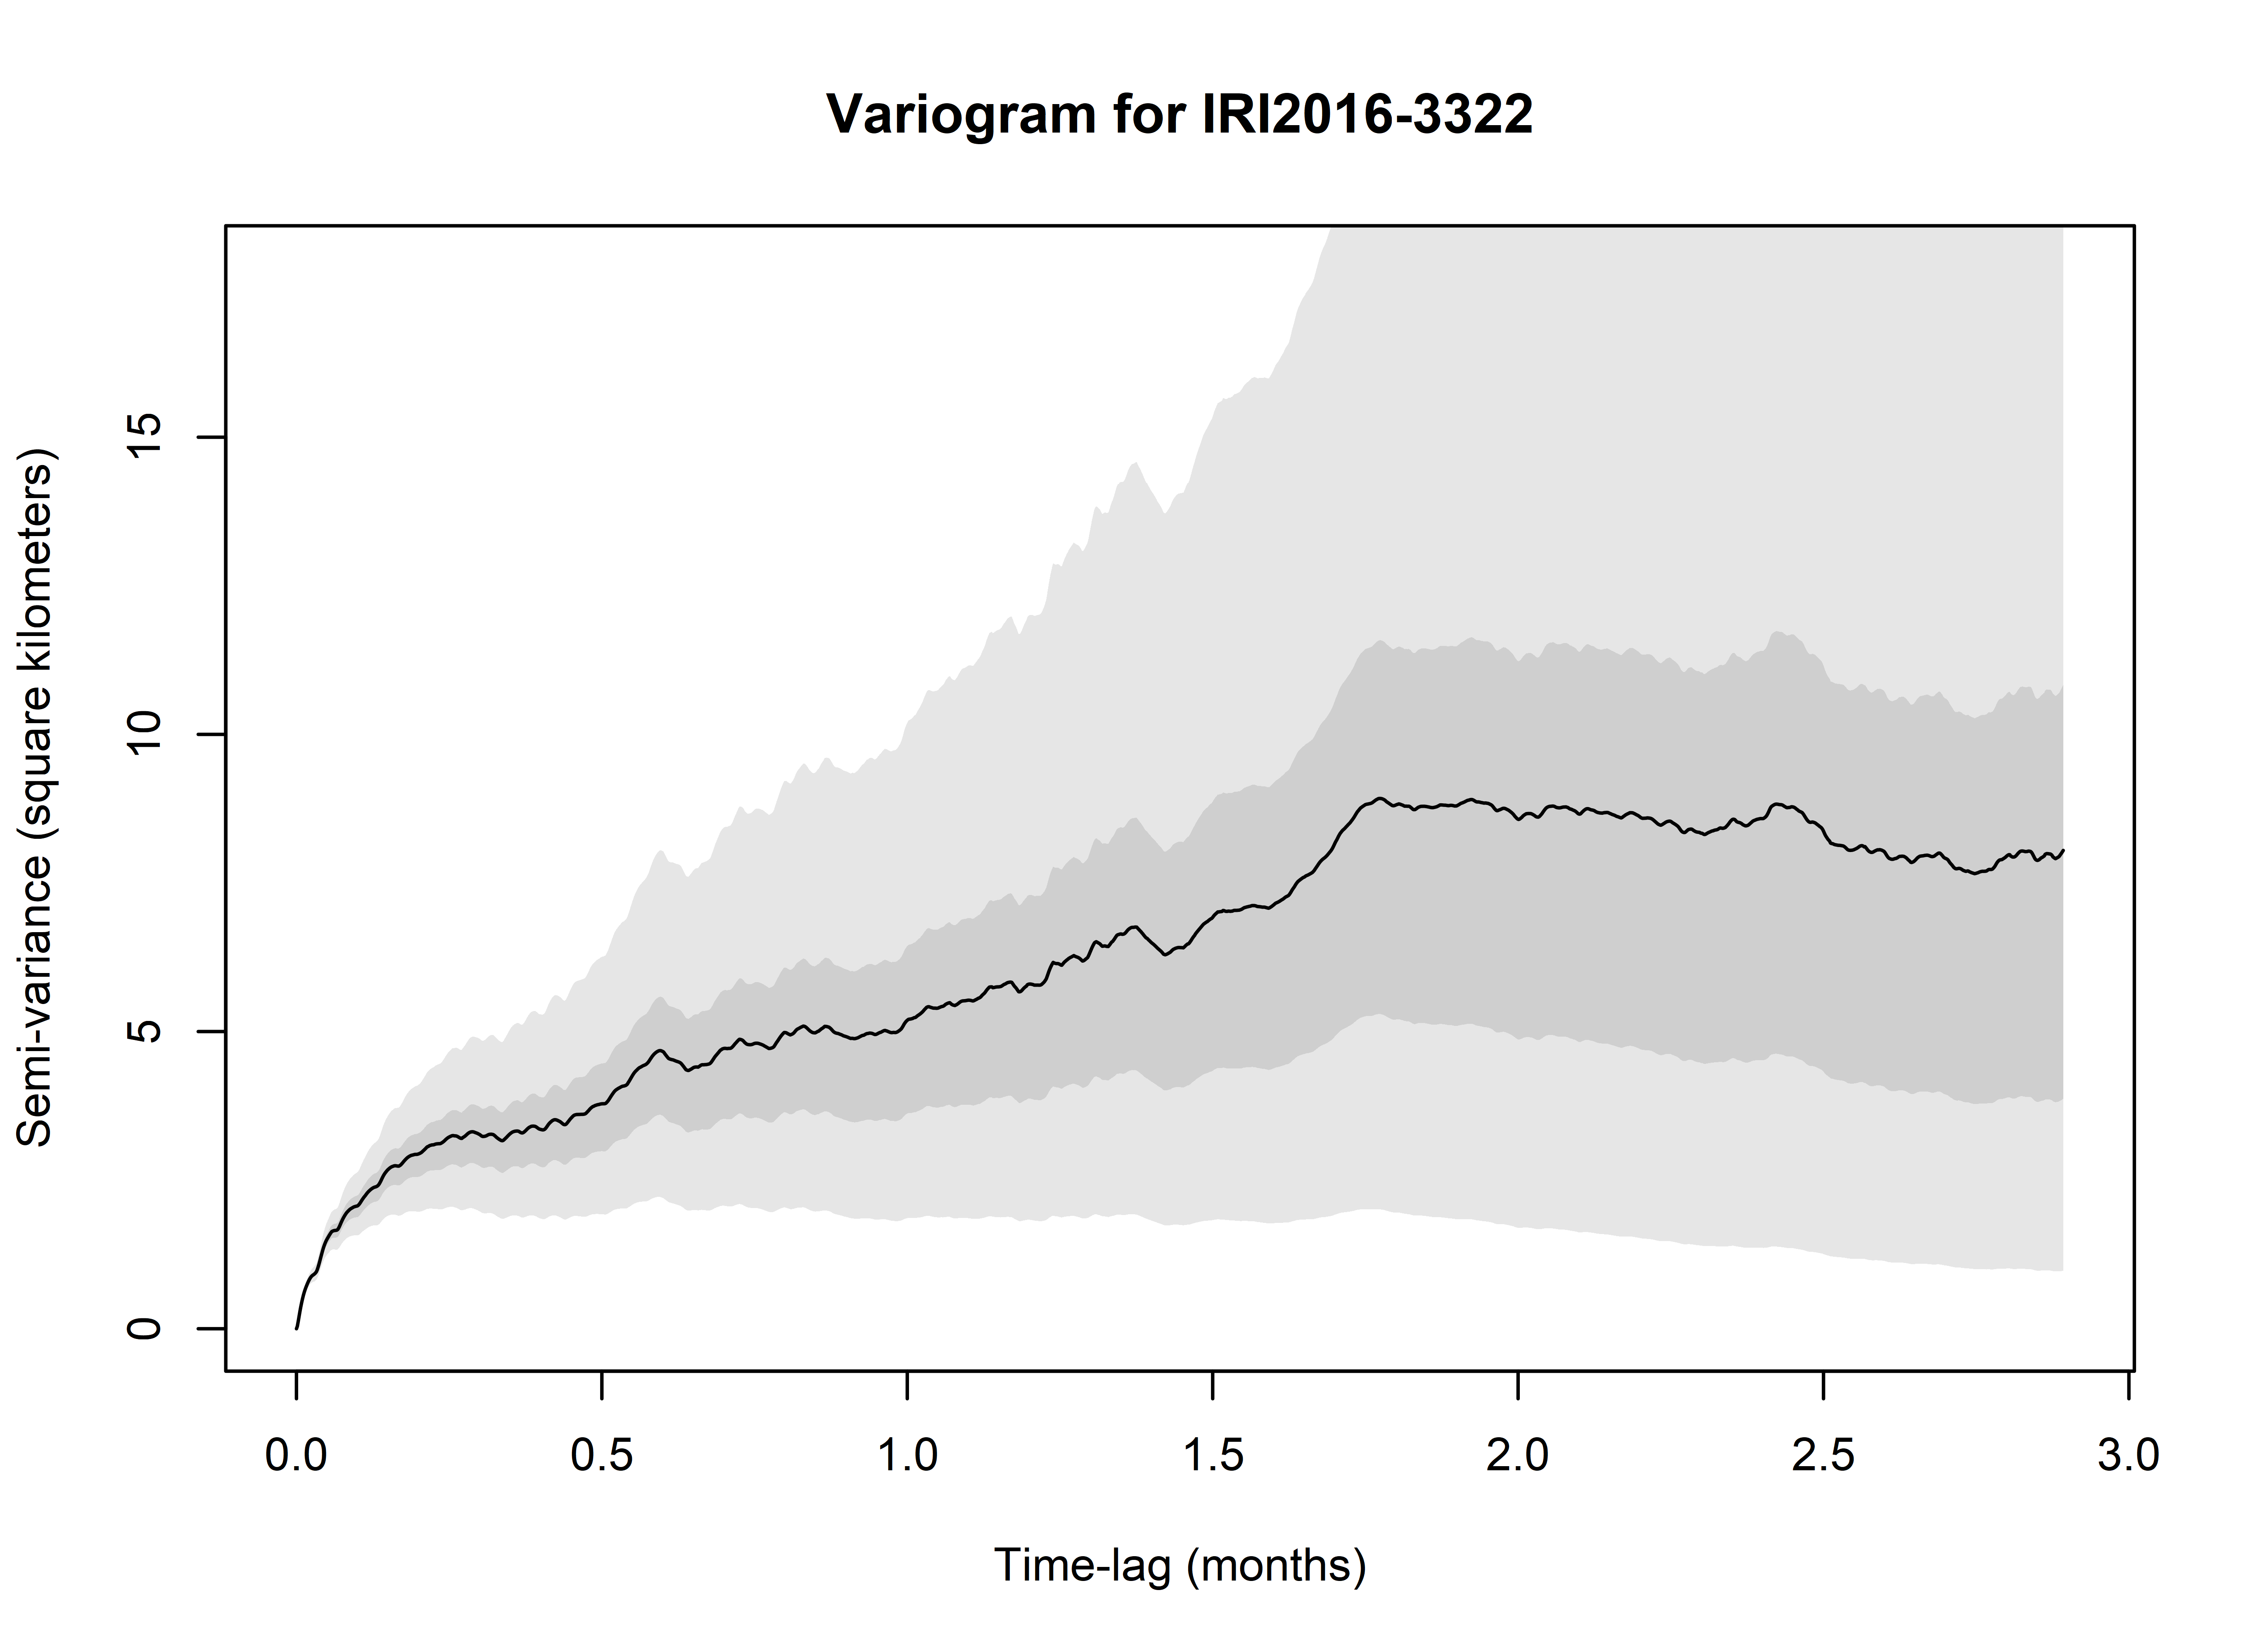 Variogram for IRI2016-3322
Semi-variance (square kilometers)
15
10
5
0
0.0 0.5 1.0 1.5 2.0 2.5 3.0
Time-lag (months)